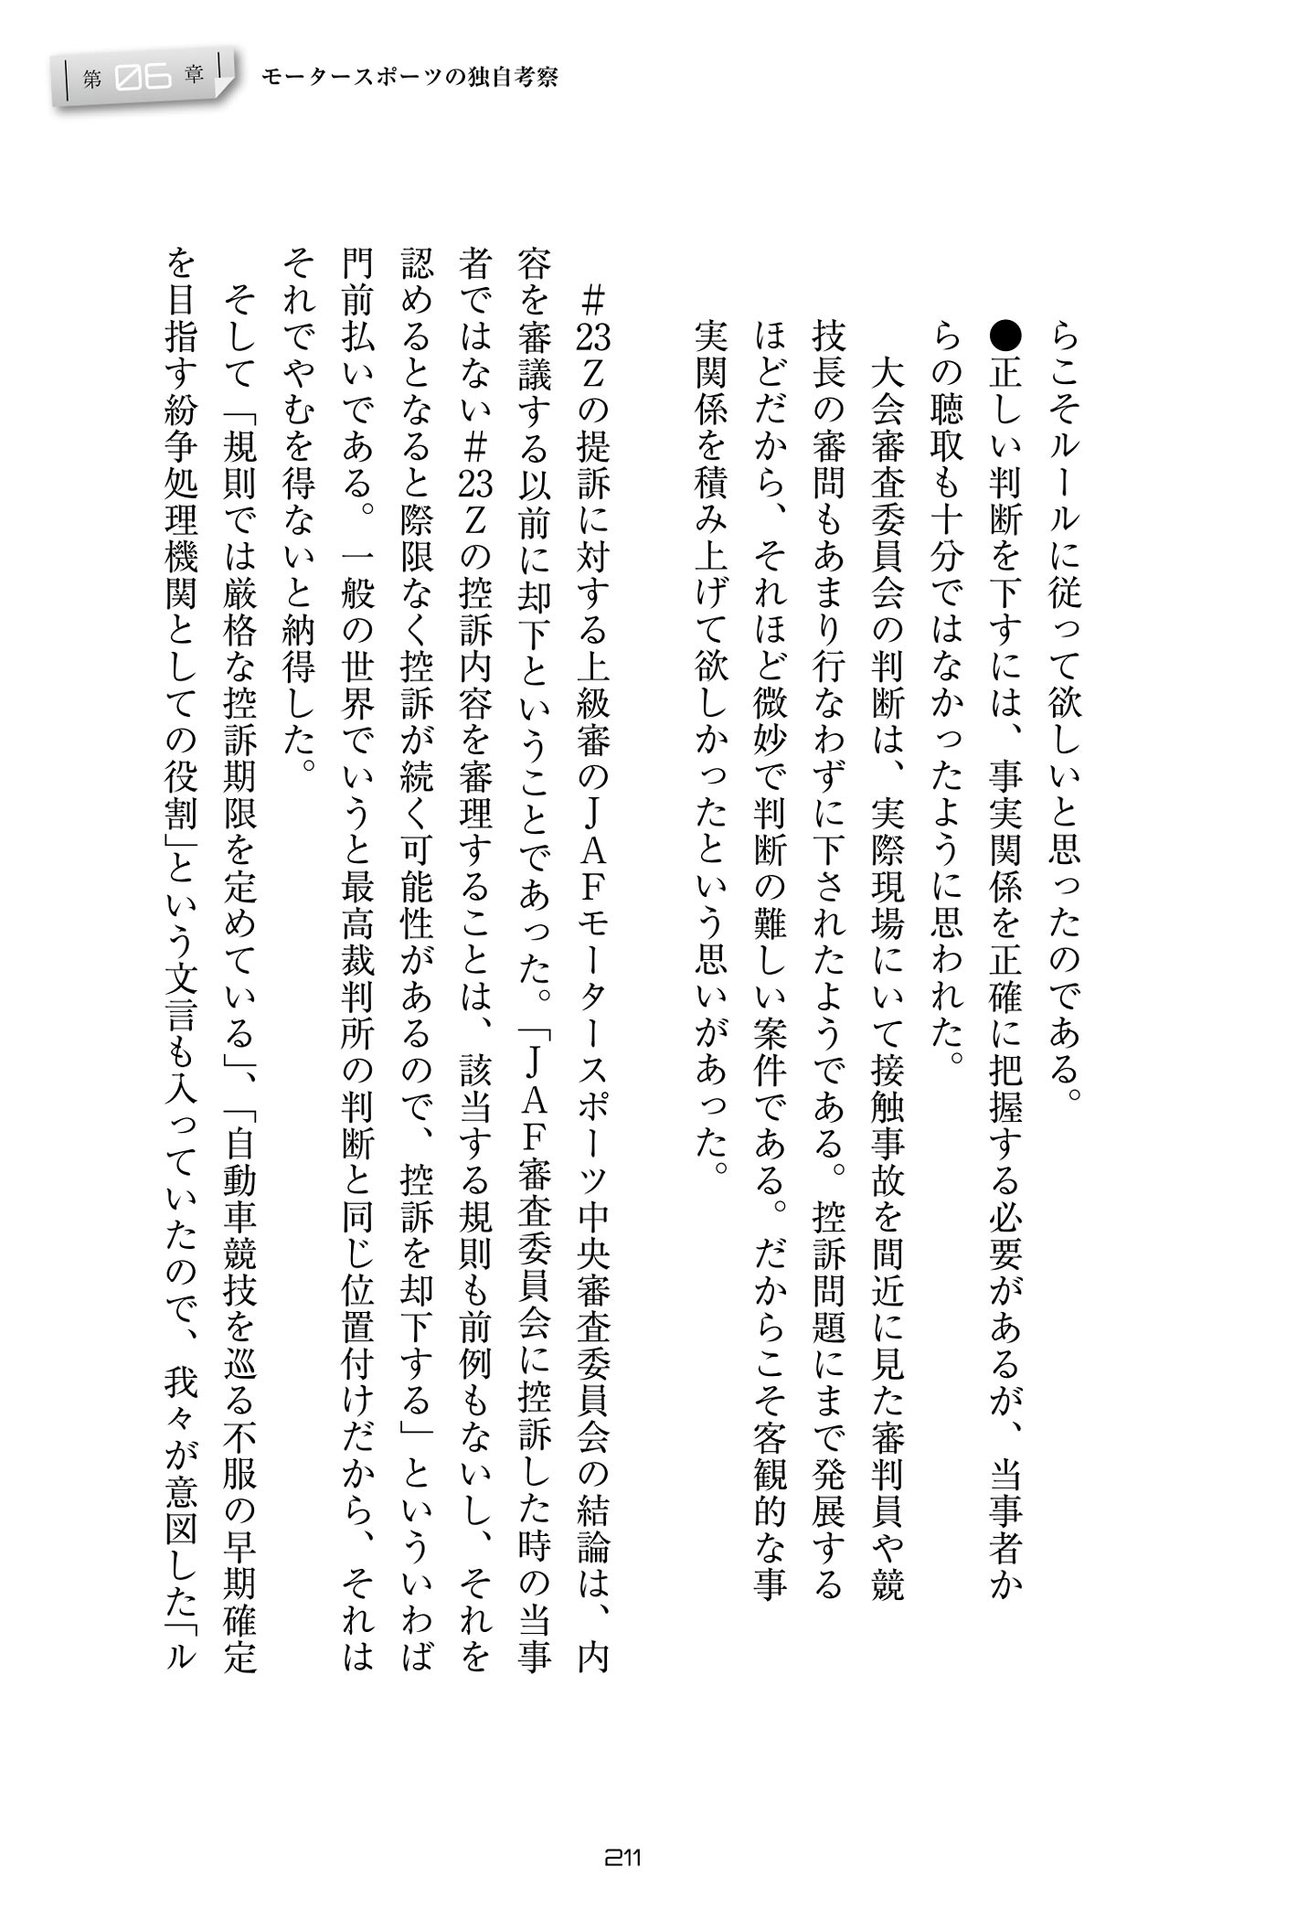 第06章 モータースポーツの独自考察
らこそルールに従って欲しいと思ったのである。
●正しい判断を下すには、事実関係を正確に把握する必要があるが、当事者か
らの聴取も十分ではなかったように思われた。
大会審査委員会の判断は、実際現場にいて接触事故を間近に見た審判員や競
技長の審問もあまり行なわずに下されたようである。控訴問題にまで発展する
ほどだから、それほど微妙で判断の難しい案件である。だからこそ客観的な事
実関係を積み上げて欲しかったという思いがあった。
＃23Ｚの提訴に対する上級審のＪＡＦモータースポーツ中央審査委員会の結論は、内
容を審議する以前に却下ということであった。「ＪＡＦ審査委員会に控訴した時の当事
者ではない＃23Ｚの控訴内容を審理することは、該当する規則も前例もないし、それを
認めるとなると際限なく控訴が続く可能性があるので、控訴を却下する」といういわば
門前払いである。一般の世界でいうと最高裁判所の判断と同じ位置付けだから、それは
それでやむを得ないと納得した。
そして「規則では厳格な控訴期限を定めている」、「自動車競技を巡る不服の早期確定
を目指す紛争処理機関としての役割」という文言も入っていたので、我々が意図した「ル
211